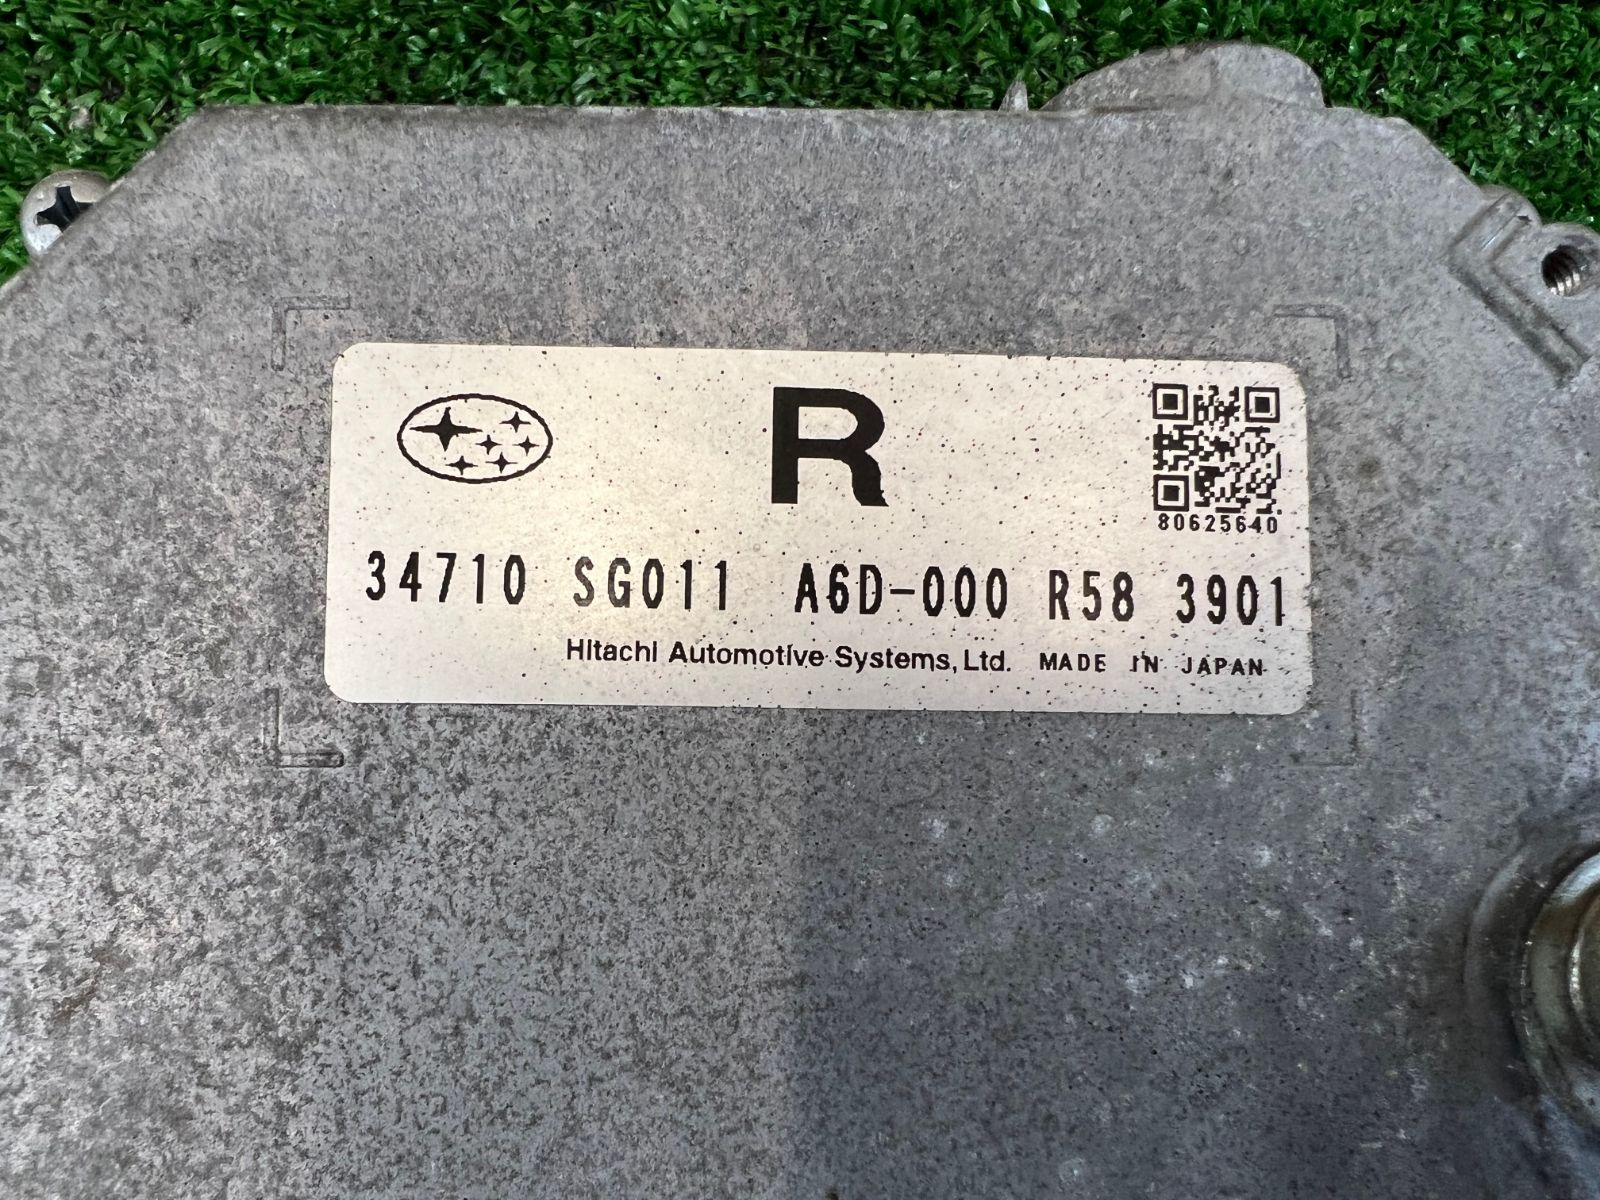 R
80625640
34710 SG011 A6D-000 R58 3901
Hitachi Automotive Systems, Ltd. MADE IN JAPAN